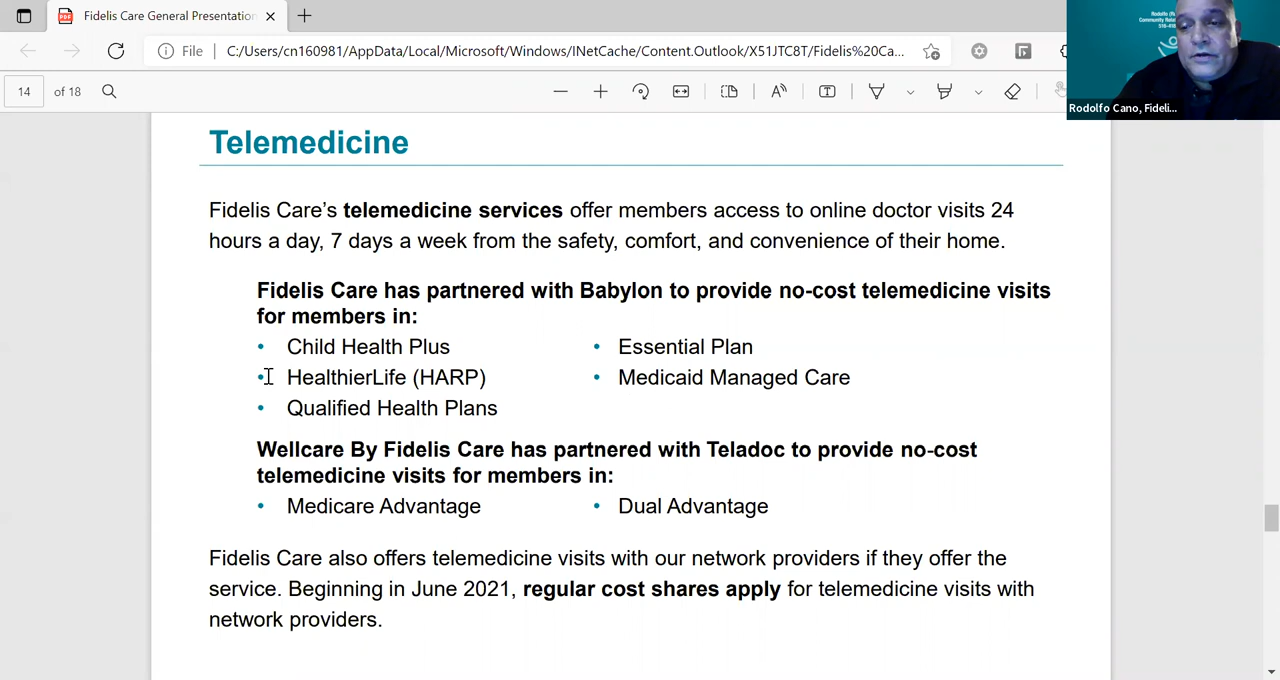 Fidelis Care General Presentation
File
C:/Users/cn160981/AppData/Local/Microsoft/Windows/INetCache/Content.Outlook/X51JTC8T/Fidelis%20Ca...
14 of 18
Rodolfo
Community Rela
Rodolfo Cano, Fideli...
Telemedicine
Fidelis Care’s telemedicine services offer members access to online doctor visits 24
hours a day, 7 days a week from the safety, comfort, and convenience of their home.
Fidelis Care has partnered with Babylon to provide no-cost telemedicine visits
for members in:
• Child Health Plus
• HealthierLife (HARP)
• Qualified Health Plans
• Essential Plan
• Medicaid Managed Care
Wellcare By Fidelis Care has partnered with Teladoc to provide no-cost
telemedicine visits for members in:
• Medicare Advantage
• Dual Advantage
Fidelis Care also offers telemedicine visits with our network providers if they offer the
service. Beginning in June 2021, regular cost shares apply for telemedicine visits with
network providers.